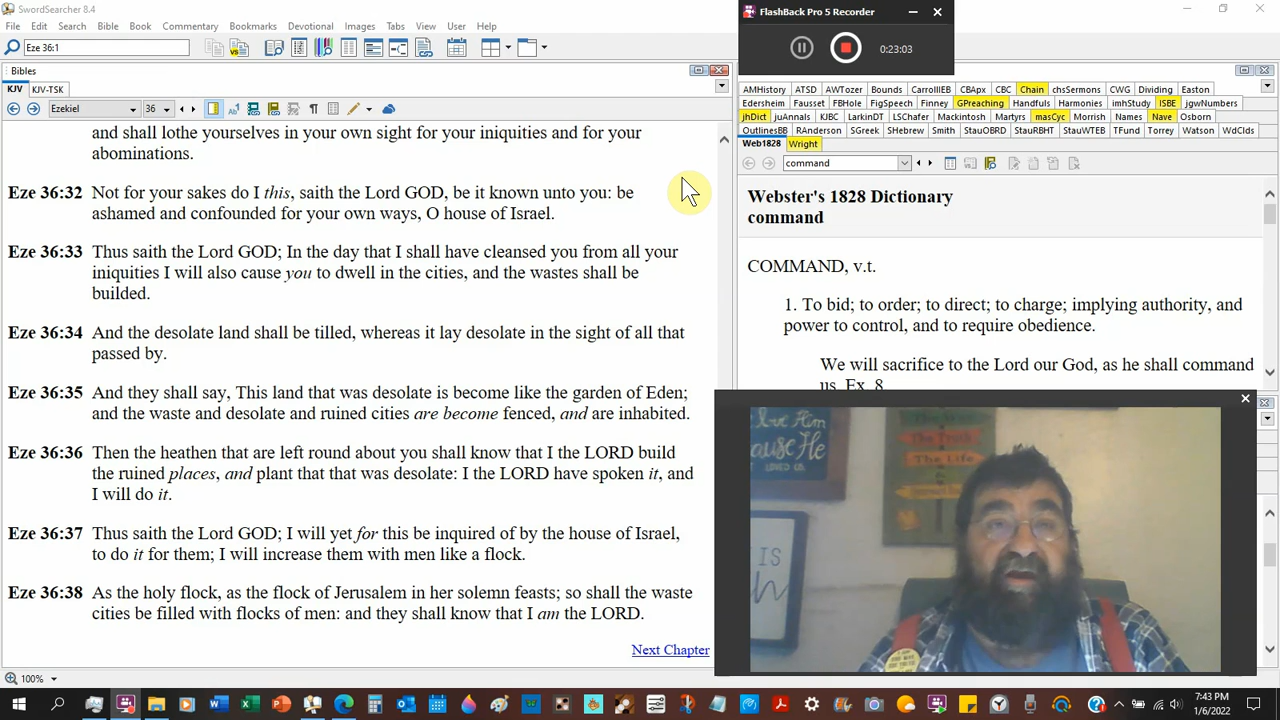 SwordSearcher 8.4
FlashBack Pro 5 Recorder
File Edit Search Bible Book Commentary Bookmarks Devotional Images Tabs View User Help
Eze 36:1
0:23:03
Bibles
KJV KJV-TSK
Ezekiel 36
and shall lothe yourselves in your own sight for your iniquities and for your
abominations.
Eze 36:32 Not for your sakes do I this, saith the Lord GOD, be it known unto you: be
ashamed and confounded for your own ways, O house of Israel.
Eze 36:33 Thus saith the Lord GOD; In the day that I shall have cleansed you from all your
iniquities I will also cause you to dwell in the cities, and the wastes shall be
builded.
Eze 36:34 And the desolate land shall be tilled, whereas it lay desolate in the sight of all that
passed by.
Eze 36:35 And they shall say, This land that was desolate is become like the garden of Eden;
and the waste and desolate and ruined cities are become fenced, and are inhabited.
Eze 36:36 Then the heathen that are left round about you shall know that I the LORD build
the ruined places, and plant that that was desolate: I the LORD have spoken it, and
I will do it.
Eze 36:37 Thus saith the Lord GOD; I will yet for this be inquired of by the house of Israel,
to do it for them; I will increase them with men like a flock.
Eze 36:38 As the holy flock, as the flock of Jerusalem in her solemn feasts; so shall the waste
cities be filled with flocks of men: and they shall know that I am the LORD.
Next Chapter
100%
AMHistory ATSD AWTozer Bounds CarrollIEB CBApx CBC Chain chsSermons CWG Dividing Easton
Edersheim Fausset FBHole FigSpeech Finney GPreaching Handfuls Harmonies imhStudy ISBE jgwNumbers
jhDict juAnnals KJBC LarkinDT LSChafer Mackintosh Martyrs masCyc Morrish Names Nave Osborn
OutlinesBB RAnderson SGreek SHebrew Smith StauOBRD StauRBHT StauWTEB TFund Torrey Watson WdClds
Web1828 Wright
command
Webster's 1828 Dictionary
command
COMMAND, v.t.
1. To bid; to order; to direct; to charge; implying authority, and
power to control, and to require obedience.
We will sacrifice to the Lord our God, as he shall command
us. Ex. 8
The Truth
The Life
7:43 PM
1/6/2022